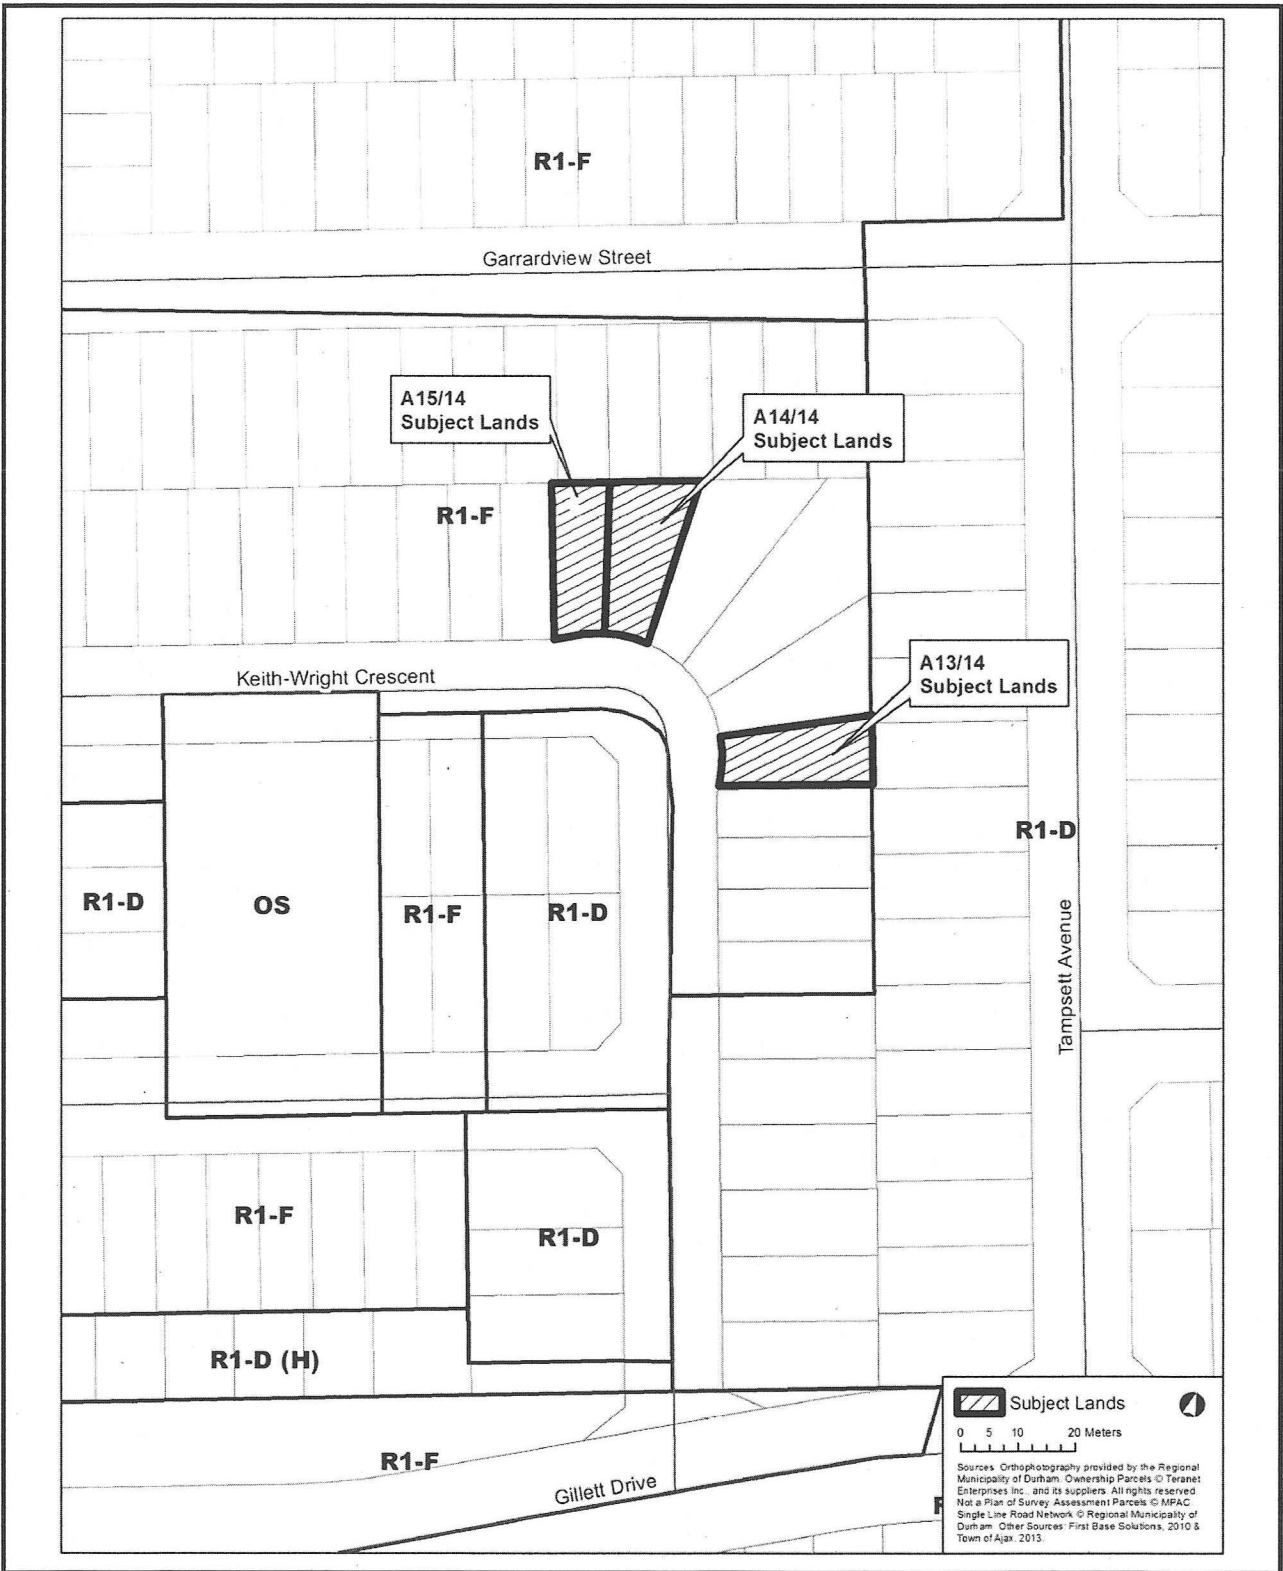 R1-F
Garrardview Street
A15/14
Subject Lands
A14/14
Subject Lands
R1-F
A13/14
Subject Lands
Keith-Wright Crescent
R1-D
R1-D
OS
R1-F
R1-D
Tampsett Avenue
R1-F
R1-D
R1-D (H)
R1-F
Gillett Drive
Subject Lands
0 5 10 20 Meters
Sources: Orthophotography provided by the Regional
Municipality of Durham. Ownership Parcels © Teranet
Enterprises Inc., and its suppliers. All rights reserved.
Not a Plan of Survey. Assessment Parcels © MPAC
Single Line Road Network © Regional Municipality of
Durham. Other Sources: First Base Solutions, 2010 &
Town of Ajax, 2013.